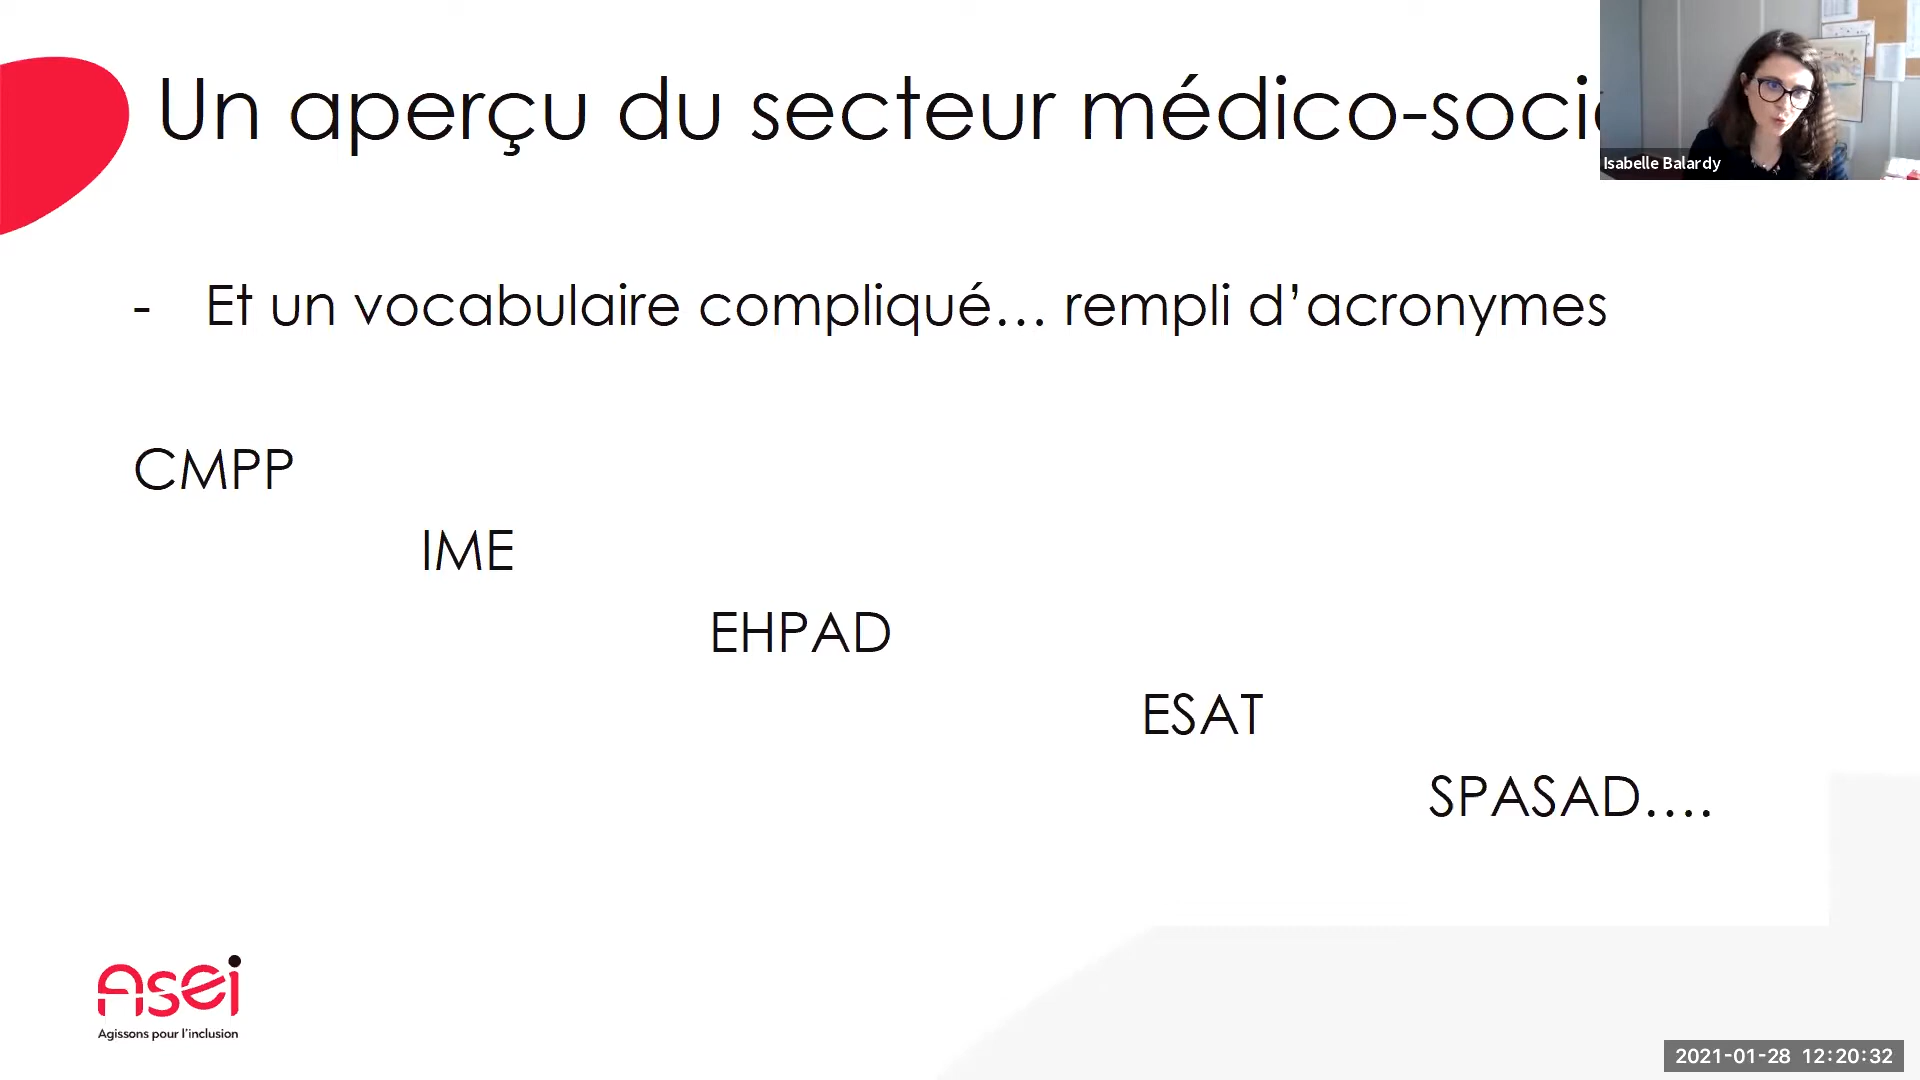 Un aperçu du secteur médico-soci
Isabelle Balardy
- Et un vocabulaire compliqué… rempli d’acronymes
CMPP
IME
EHPAD
ESAT
SPASAD….
Asei
Agissons pour l’inclusion
2021-01-28 12:20:32